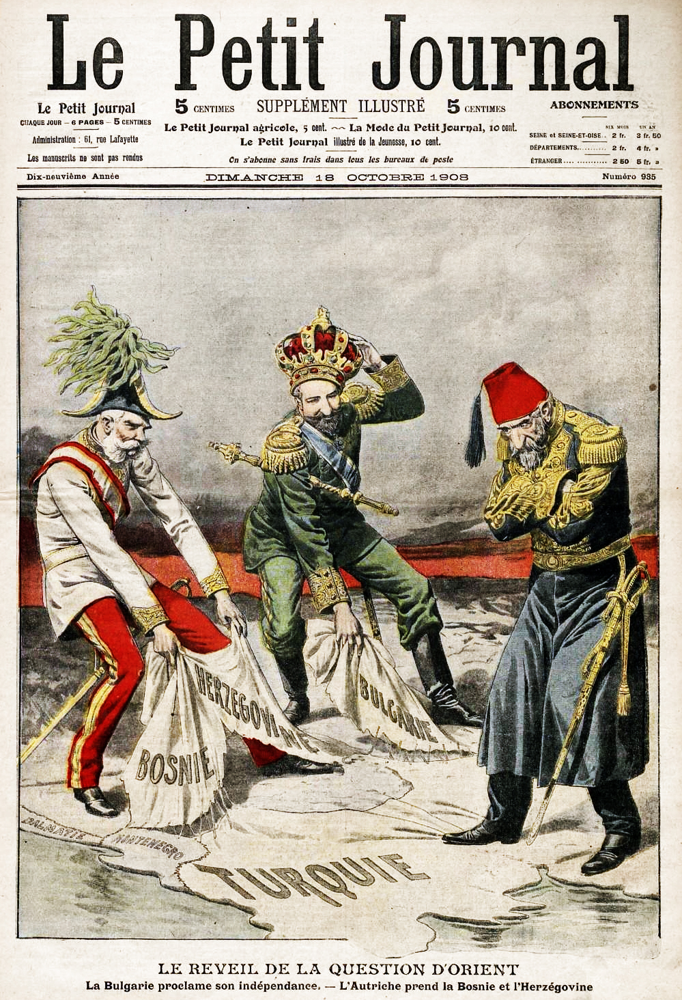 Le Petit Journal
Le Petit Journal
CHAQUE JOUR – 6 PAGES – 5 CENTIMES
Administration : 61, rue Lafayette
Les manuscrits ne sont pas rendus
5 CENTIMES SUPPLÉMENT ILLUSTRÉ 5 CENTIMES
Le Petit Journal agricole, 5 cent. ~~ La Mode du Petit Journal, 10 cent.
Le Petit Journal illustré de la Jeunesse, 10 cent.
On s'abonne sans frais dans tous les bureaux de poste
ABONNEMENTS
SIX MOIS UN AN
SEINE et SEINE-ET-OISE.. 2 fr. 3 fr. 50
DÉPARTEMENTS.......... 2 fr. 4 fr. »
ÉTRANGER.... .......... 2 50 5 fr. »
Dix-neuvième Année
DIMANCHE 18 OCTOBRE 1908
Numéro 935
HERZEGOVINE
BULGARIE
BOSNIE
DALMATIE
MONTENEGRO
TURQUIE
LE REVEIL DE LA QUESTION D'ORIENT
La Bulgarie proclame son indépendance. — L'Autriche prend la Bosnie et l'Herzégovine